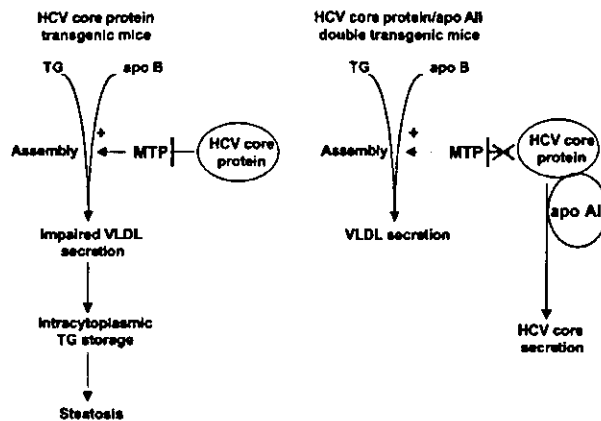 HCV core protein
transgenic mice
TG
apo B
+
Assembly
MTP
HCV core
protein
Impaired VLDL
secretion
Intracytoplasmic
TG storage
Steatosis
HCV core protein/apo AII
double transgenic mice
TG
apo B
+
Assembly
MTP
HCV core
protein
apo AII
VLDL secretion
HCV core
secretion